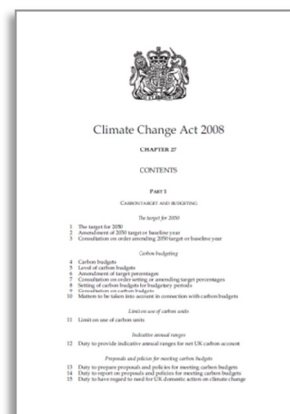 Climate Change Act 2008
CHAPTER 27
CONTENTS
PART 1
CARBON TARGET AND BUDGETING
The target for 2050
1 The target for 2050
2 Amendment of 2050 target or baseline year
3 Consultation on order amending 2050 target or baseline year
Carbon budgeting
4 Carbon budgets
5 Level of carbon budgets
6 Amendment of target percentages
7 Consultation on order setting or amending target percentages
8 Setting of carbon budgets for budgetary periods
9 Consultation on carbon budgets
10 Matters to be taken into account in connection with carbon budgets
Limit on use of carbon units
11 Limit on use of carbon units
Indicative annual ranges
12 Duty to provide indicative annual ranges for net UK carbon account
Proposals and policies for meeting carbon budgets
13 Duty to prepare proposals and policies for meeting carbon budgets
14 Duty to report on proposals and policies for meeting carbon budgets
15 Duty to have regard to need for UK domestic action on climate change